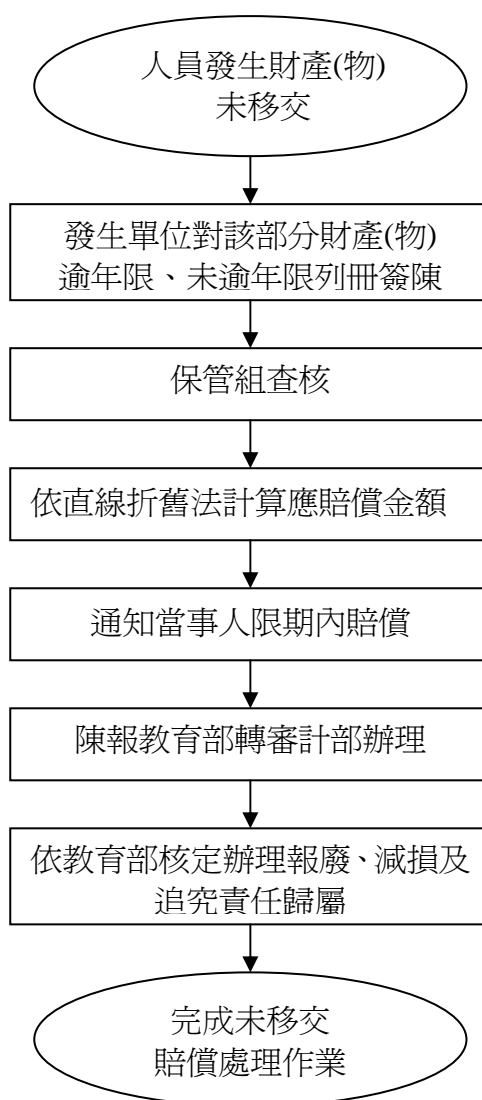 人員發生財產(物)
未移交
發生單位對該部分財產(物)
逾年限、未逾年限列冊簽陳
保管組查核
依直線折舊法計算應賠償金額
通知當事人限期內賠償
陳報教育部轉審計部辦理
依教育部核定辦理報廢、減損及
追究責任歸屬
完成未移交
賠償處理作業